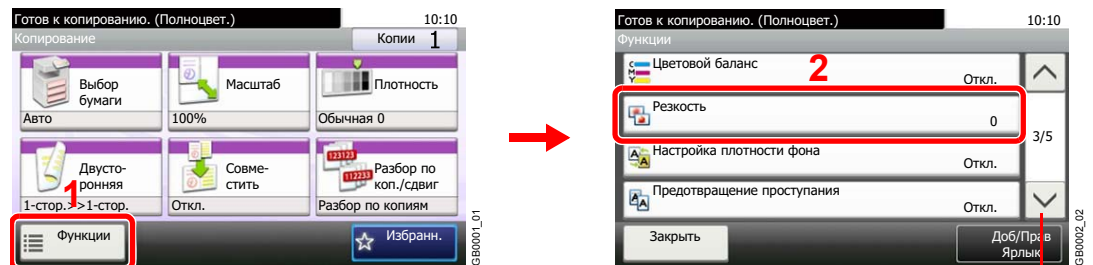 Готов к копированию. (Полноцвет.) 10:10
Копирование Копии 1
Выбор
бумаги
Авто
Масштаб
100%
Плотность
Обычная 0
Двусто-
ронняя
1-стор.>>1-стор.
Совме-
стить
Откл.
123123
112233
Разбор по
коп./сдвиг
Разбор по копиям
1
Функции
Избранн.
GB0001_01
Готов к копированию. (Полноцвет.) 10:10
Функции
2
C
M
Y
Цветовой баланс
Откл.
Резкость
0
3/5
A A
Настройка плотности фона
Откл.
A A
Предотвращение проступания
Откл.
Закрыть
Доб/Прав
Ярлык
GB0002_02